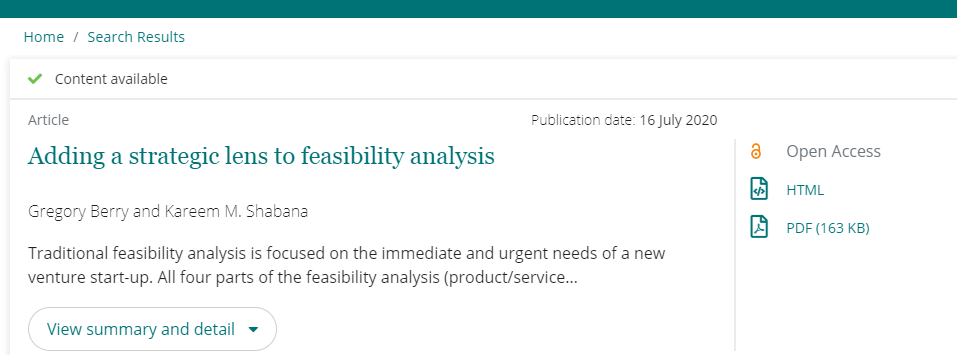 Home / Search Results
Content available
Article
Publication date: 16 July 2020
Adding a strategic lens to feasibility analysis
Gregory Berry and Kareem M. Shabana
Traditional feasibility analysis is focused on the immediate and urgent needs of a new
venture start-up. All four parts of the feasibility analysis (product/service...
View summary and detail
Open Access
HTML
PDF (163 KB)